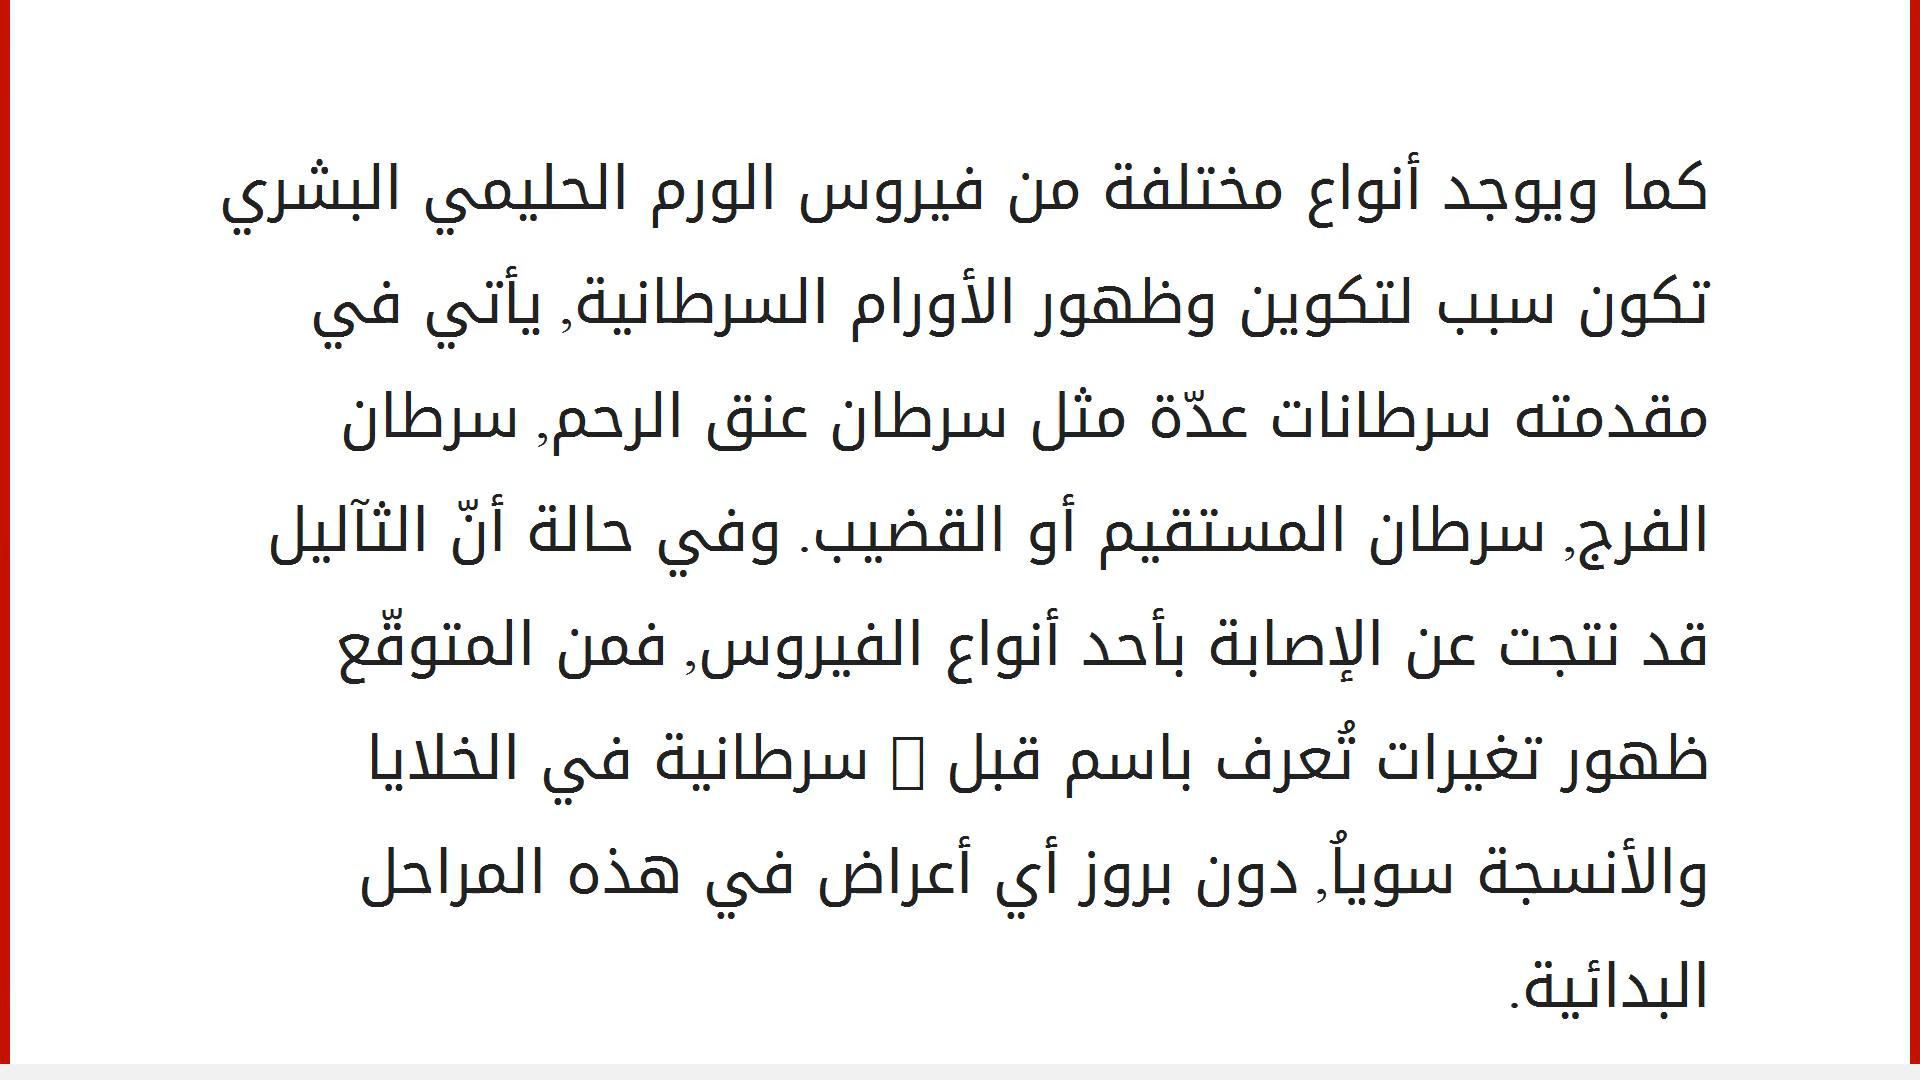 كما ويوجد أنواع مختلفة من فيروس الورم الحليمي البشري
تكون سبب لتكوين وظهور الأورام السرطانية, يأتي في
مقدمته سرطانات عدّة مثل سرطان عنق الرحم, سرطان
الفرج, سرطان المستقيم أو القضيب. وفي حالة أنّ الثآليل
قد نتجت عن الإصابة بأحد أنواع الفيروس, فمن المتوقّع
ظهور تغيرات تُعرف باسم قبل ▯ سرطانية في الخلايا
والأنسجة سوياُ, دون بروز أي أعراض في هذه المراحل
البدائية.